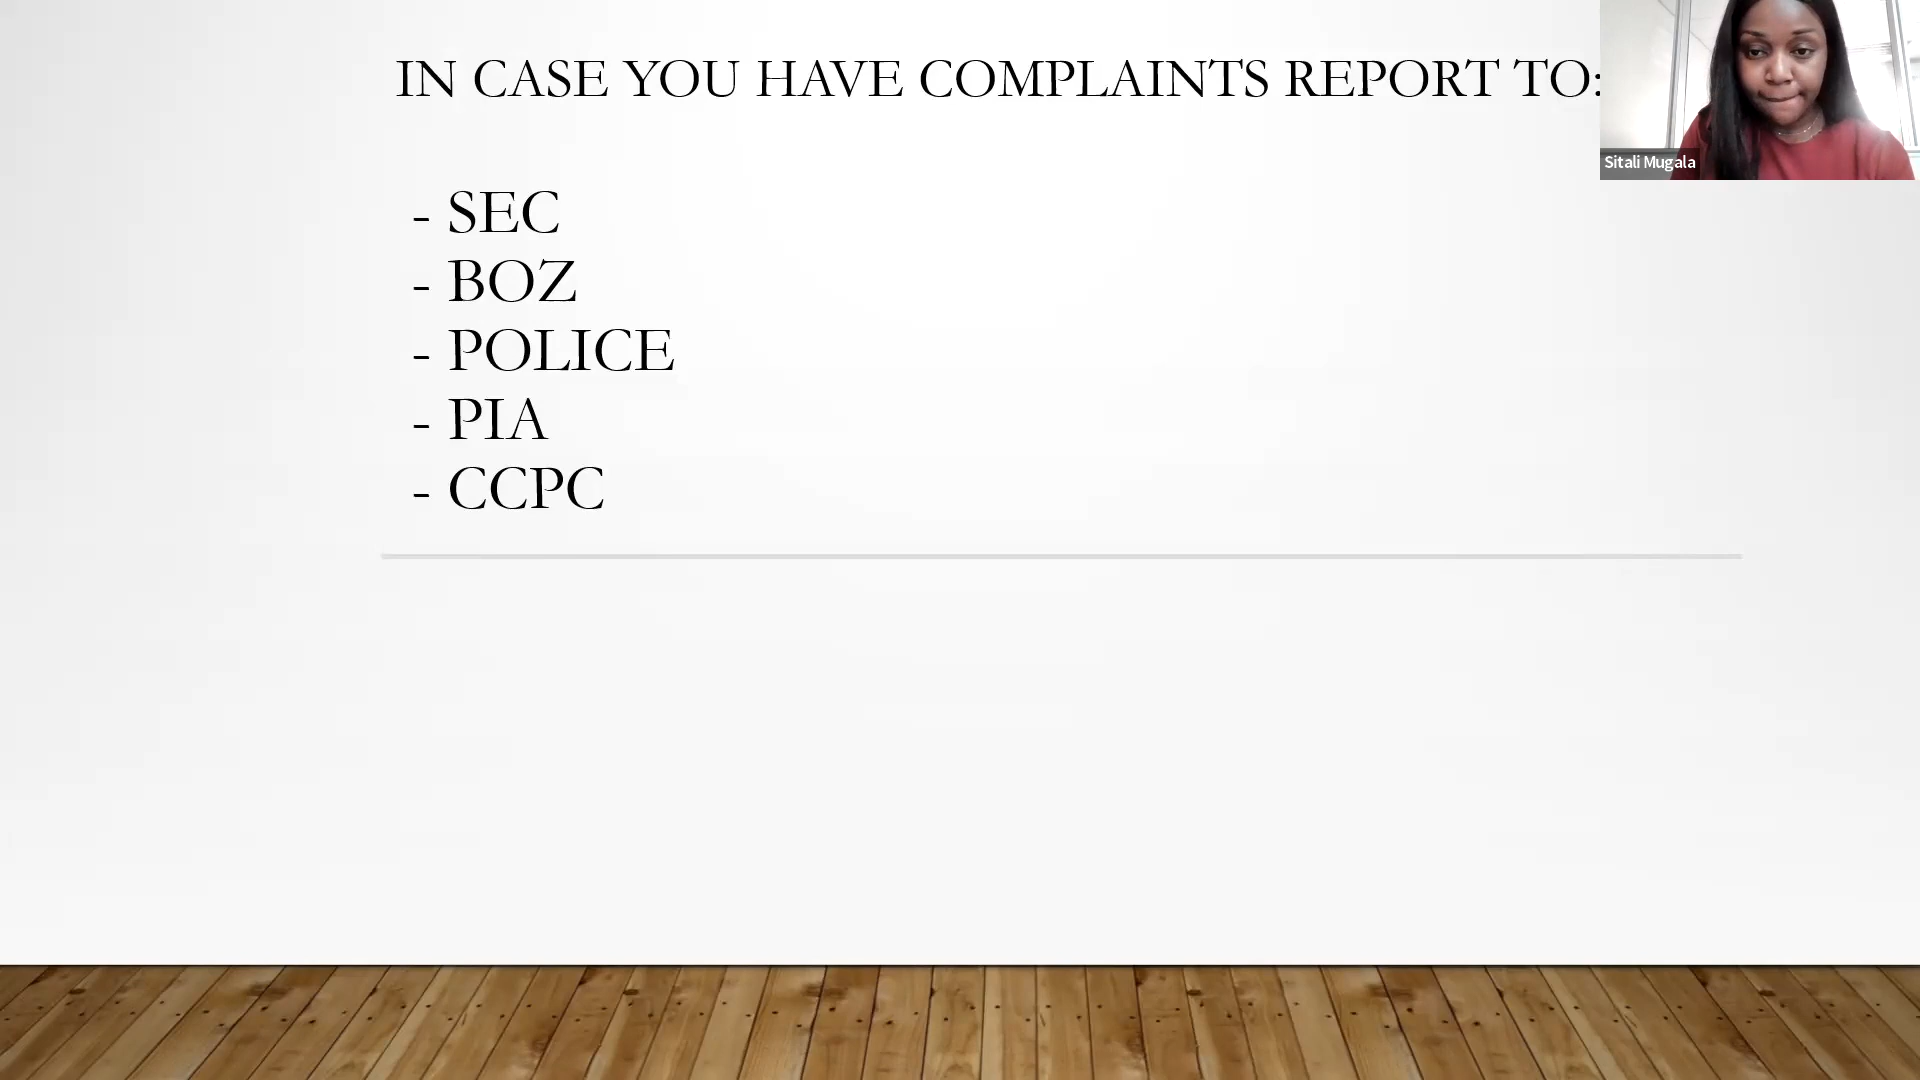 IN CASE YOU HAVE COMPLAINTS REPORT TO:
- SEC
- BOZ
- POLICE
- PIA
- CCPC
Sitali Mugala